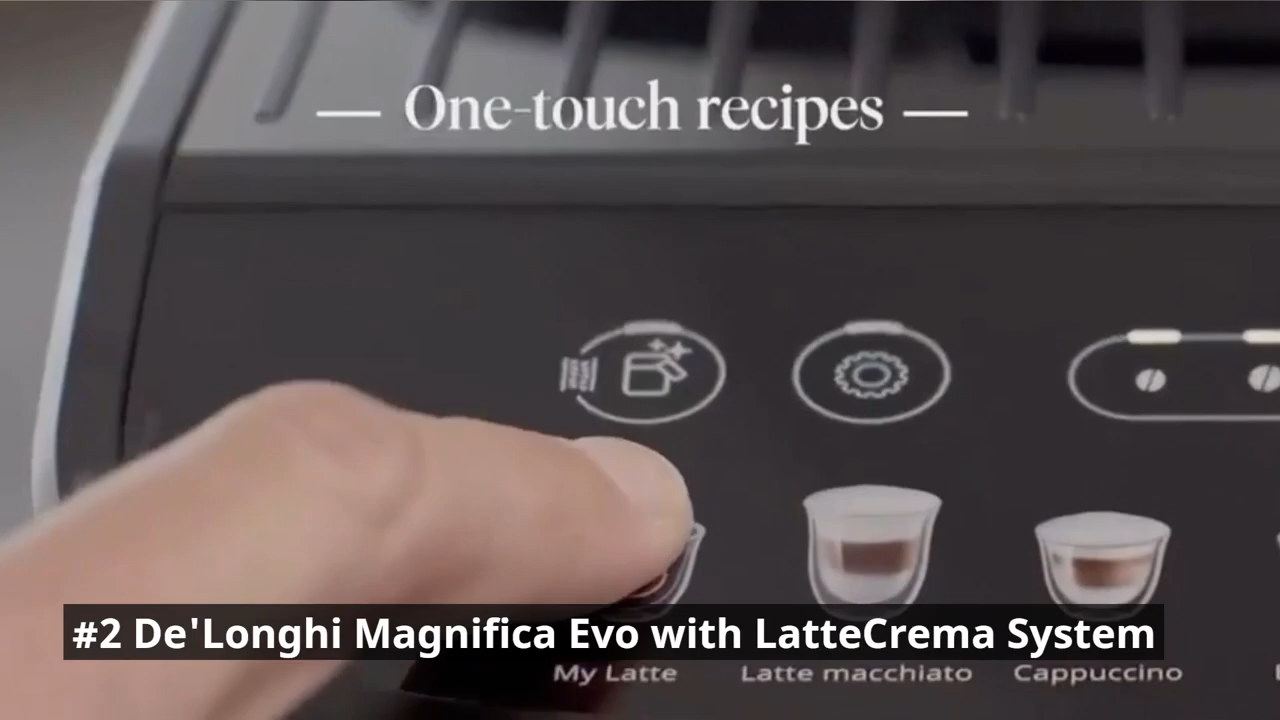 One-touch recipes
#2 De'Longhi Magnifica Evo with LatteCrema System
My Latte
Latte macchiato
Cappuccino